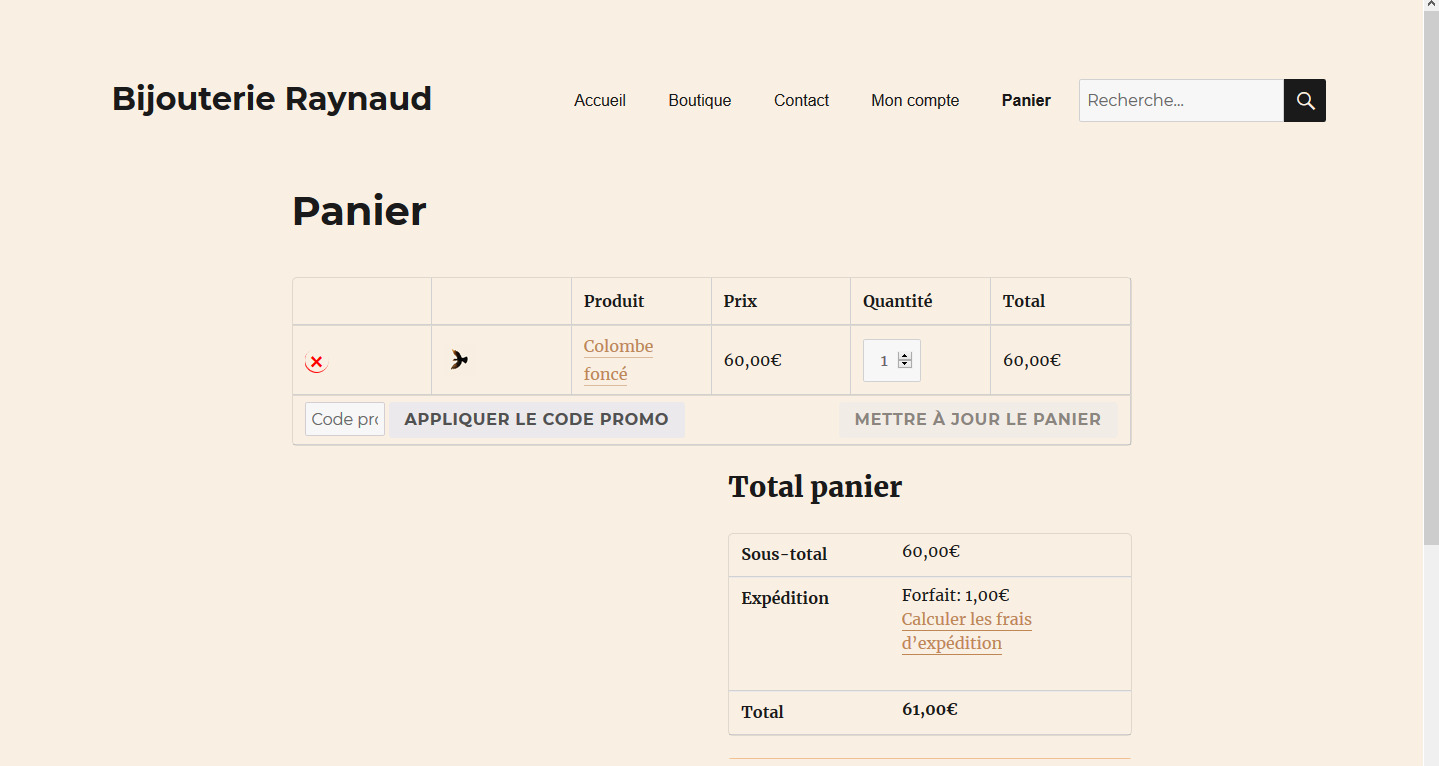 Bijouterie Raynaud
Accueil Boutique Contact Mon compte Panier Recherche...
Panier
Produit Prix Quantité Total
Colombe
foncé
60,00€ 1 60,00€
Code pro APPLIQUER LE CODE PROMO METTRE À JOUR LE PANIER
Total panier
Sous-total 60,00€
Expédition Forfait: 1,00€
Calculer les frais
d’expédition
Total 61,00€